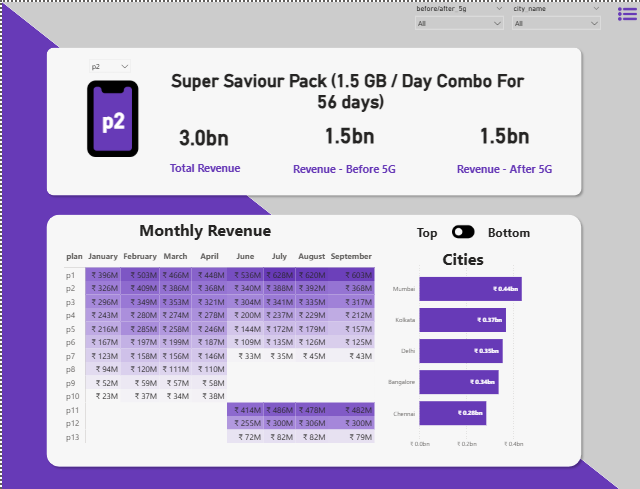 before/after_5g city_name
All All
p2
Super Saviour Pack (1.5 GB / Day Combo For
56 days)
p2
3.0bn 1.5bn 1.5bn
Total Revenue Revenue - Before 5G Revenue - After 5G
Monthly Revenue
Top Bottom
Cities
plan January February March April June July August September
p1 ₹ 396M ₹ 503M ₹ 466M ₹ 448M ₹ 536M ₹ 628M ₹ 620M ₹ 603M
p2 ₹ 326M ₹ 409M ₹ 386M ₹ 368M ₹ 340M ₹ 388M ₹ 392M ₹ 368M
p3 ₹ 296M ₹ 349M ₹ 353M ₹ 321M ₹ 304M ₹ 341M ₹ 335M ₹ 317M
p4 ₹ 243M ₹ 280M ₹ 274M ₹ 278M ₹ 200M ₹ 237M ₹ 229M ₹ 212M
p5 ₹ 216M ₹ 285M ₹ 258M ₹ 246M ₹ 144M ₹ 172M ₹ 179M ₹ 157M
p6 ₹ 167M ₹ 197M ₹ 199M ₹ 187M ₹ 109M ₹ 135M ₹ 126M ₹ 125M
p7 ₹ 123M ₹ 158M ₹ 156M ₹ 146M ₹ 33M ₹ 35M ₹ 45M ₹ 43M
p8 ₹ 94M ₹ 120M ₹ 111M ₹ 110M
p9 ₹ 52M ₹ 59M ₹ 57M ₹ 58M
p10 ₹ 23M ₹ 37M ₹ 34M ₹ 38M
p11 ₹ 414M ₹ 486M ₹ 478M ₹ 482M
p12 ₹ 255M ₹ 300M ₹ 306M ₹ 300M
p13 ₹ 72M ₹ 82M ₹ 82M ₹ 79M
Mumbai ₹ 0.44bn
Kolkata ₹ 0.37bn
Delhi ₹ 0.35bn
Bangalore ₹ 0.34bn
Chennai ₹ 0.28bn
₹ 0.0bn ₹ 0.2bn ₹ 0.4bn